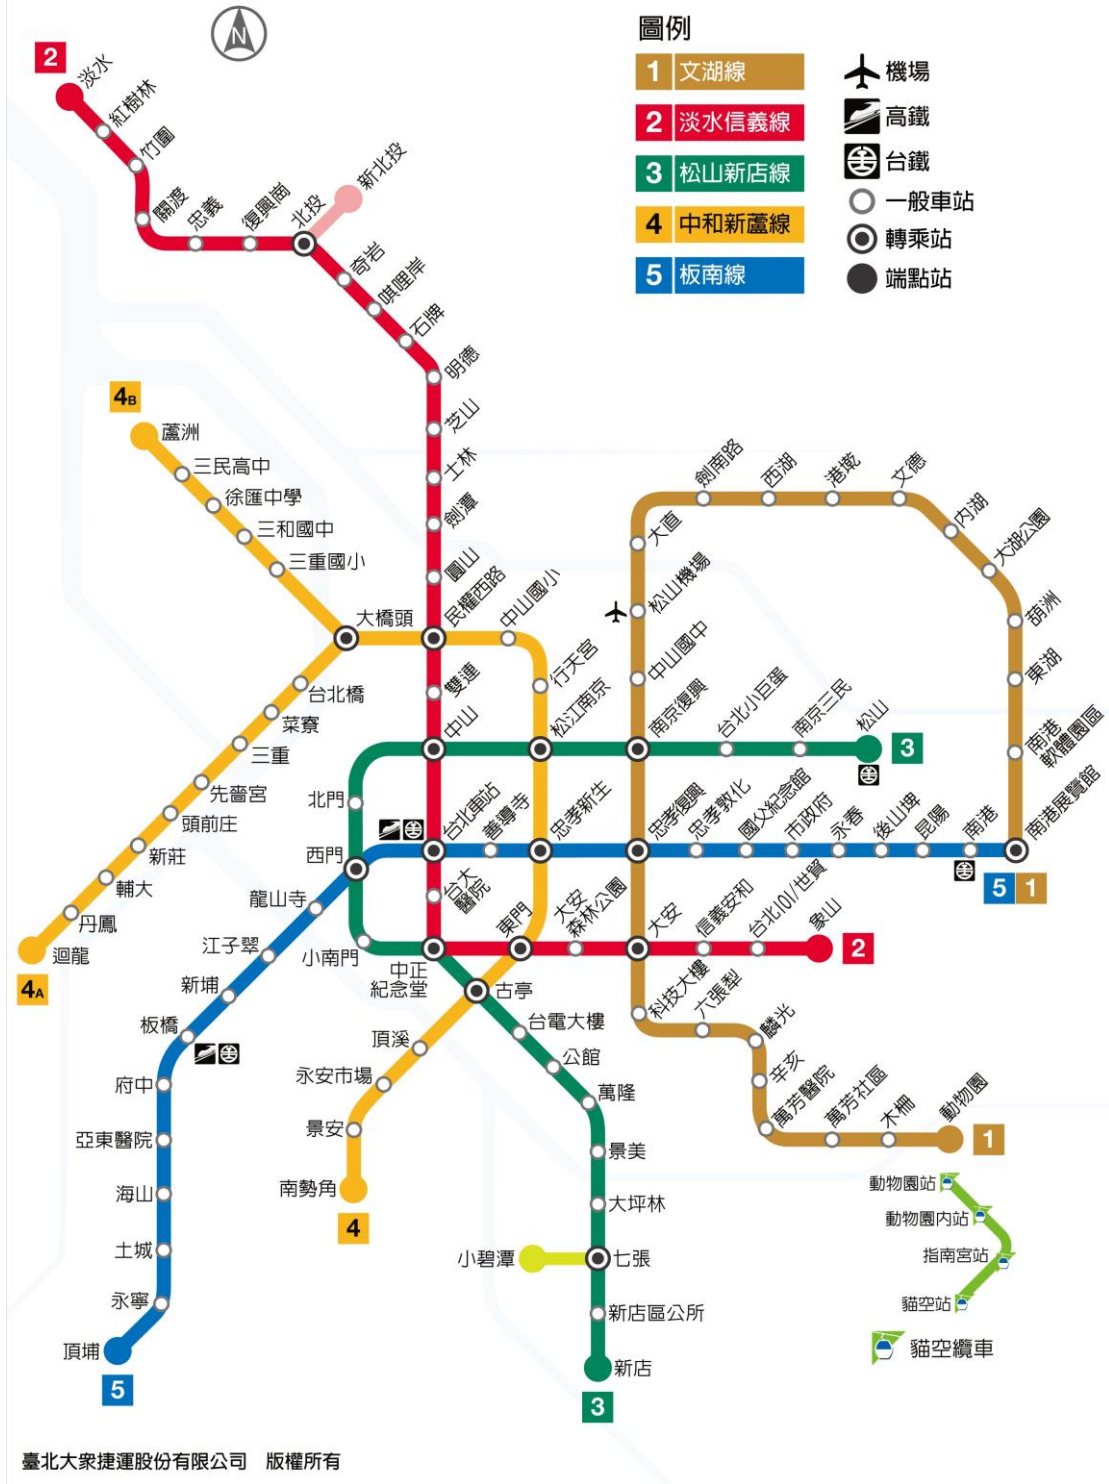 N
圖例
1 文湖線
2 淡水信義線
3 松山新店線
4 中和新蘆線
5 板南線
機場
高鐵
台鐵
一般車站
轉乘站
端點站
2
淡水
紅樹林
竹圍
關渡
忠義
復興崗
北投
新北投
奇岩
唭哩岸
石牌
明德
芝山
士林
劍潭
圓山
民權西路
雙連
中山
台北車站
台大
醫院
中正
紀念堂
東門
大安
森林公園
大安
信義安和
台北101/世貿
象山
2
4B
蘆洲
三民高中
徐匯中學
三和國中
三重國小
大橋頭
台北橋
菜寮
三重
先嗇宮
頭前庄
新莊
輔大
丹鳳
迴龍
4A
中山國小
行天宮
松江南京
忠孝新生
古亭
頂溪
永安市場
景安
南勢角
4
劍南路
西湖
港墘
文德
內湖
大湖公園
葫洲
東湖
南港
軟體園區
南港展覽館
5 1
大直
松山機場
中山國中
南京復興
忠孝復興
科技大樓
六張犁
麟光
辛亥
萬芳醫院
萬芳社區
木柵
動物園
1
台北小巨蛋
南京三民
松山
3
北門
西門
小南門
台電大樓
公館
萬隆
景美
大坪林
七張
小碧潭
新店區公所
新店
3
善導寺
忠孝敦化
國父紀念館
市政府
永春
後山埤
昆陽
南港
龍山寺
江子翠
新埔
板橋
府中
亞東醫院
海山
土城
永寧
頂埔
5
動物園站
動物園內站
指南宮站
貓空站
貓空纜車
臺北大眾捷運股份有限公司 版權所有